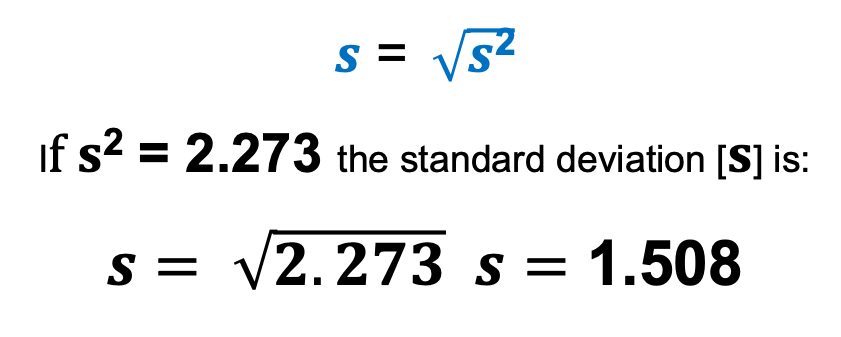 s = √s²
If s² = 2.273 the standard deviation [S] is:
s = √2.273 s = 1.508